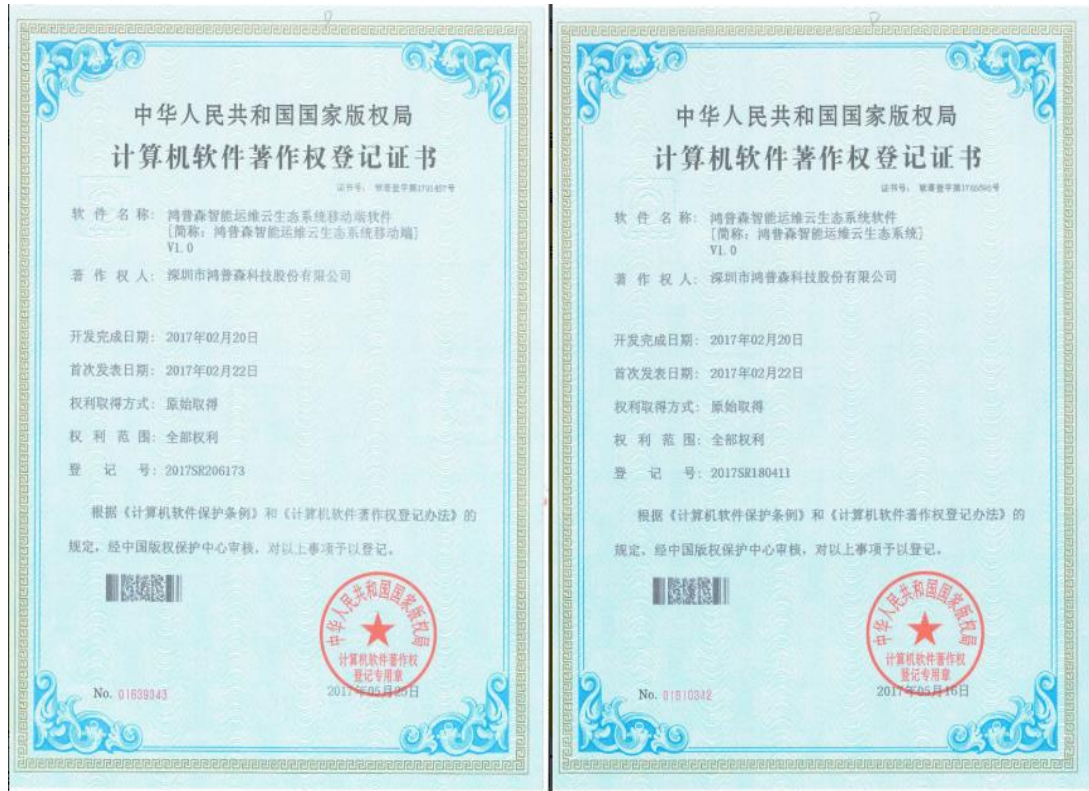 中华人民共和国国家版权局
计算机软件著作权登记证书
证书号:
软件名称: 鸿普森智能运维云生态系统移动端软件
[简称: 鸿普森智能运维云生态系统移动端]
V1.0
著作权人: 深圳市鸿普森科技股份有限公司
开发完成日期: 2017年02月20日
首次发表日期: 2017年02月22日
权利取得方式: 原始取得
权利范围: 全部权利
登记号: 2017SR206173
根据《计算机软件保护条例》和《计算机软件著作权登记办法》的
规定,经中国版权保护中心审核,对以上事项予以登记。
中华人民共和国国家版权局
计算机软件著作权
登记专用章
No. 01639343
2017年05月25日
中华人民共和国国家版权局
计算机软件著作权登记证书
证书号:
软件名称: 鸿普森智能运维云生态系统软件
[简称: 鸿普森智能运维云生态系统]
V1.0
著作权人: 深圳市鸿普森科技股份有限公司
开发完成日期: 2017年02月20日
首次发表日期: 2017年02月22日
权利取得方式: 原始取得
权利范围: 全部权利
登记号: 2017SR180411
根据《计算机软件保护条例》和《计算机软件著作权登记办法》的
规定,经中国版权保护中心审核,对以上事项予以登记。
中华人民共和国国家版权局
计算机软件著作权
登记专用章
No.
2017年05月16日